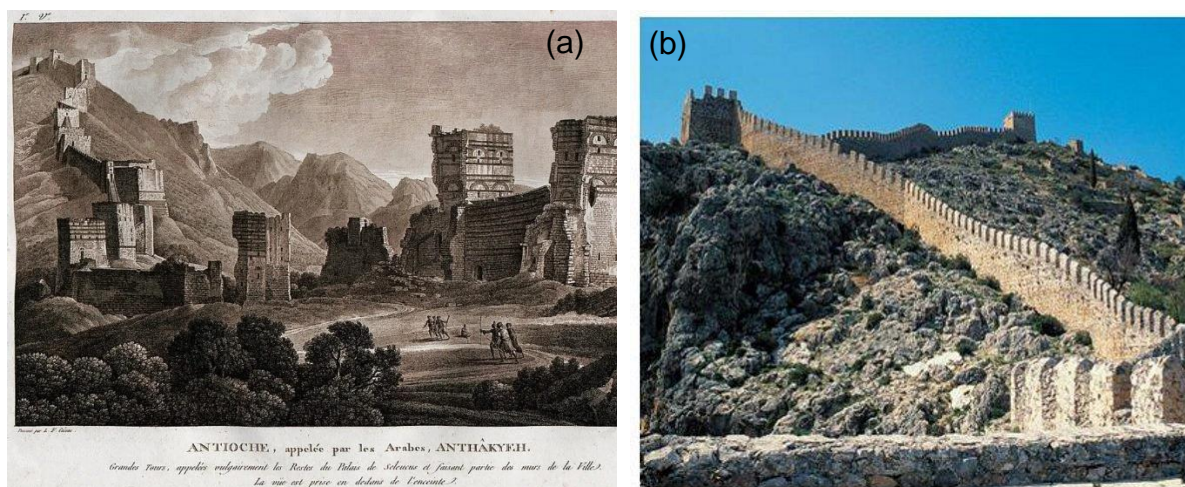 (a)
(b)
ANTIOCHE, appelée par les Arabes, ANTHÂKYEH.
Grandes Tours, appelées vulgairement les Restes du Palais de Seleucus et faisant partie des murs de la Ville.
La vue est prise en dedans de l'enceinte.